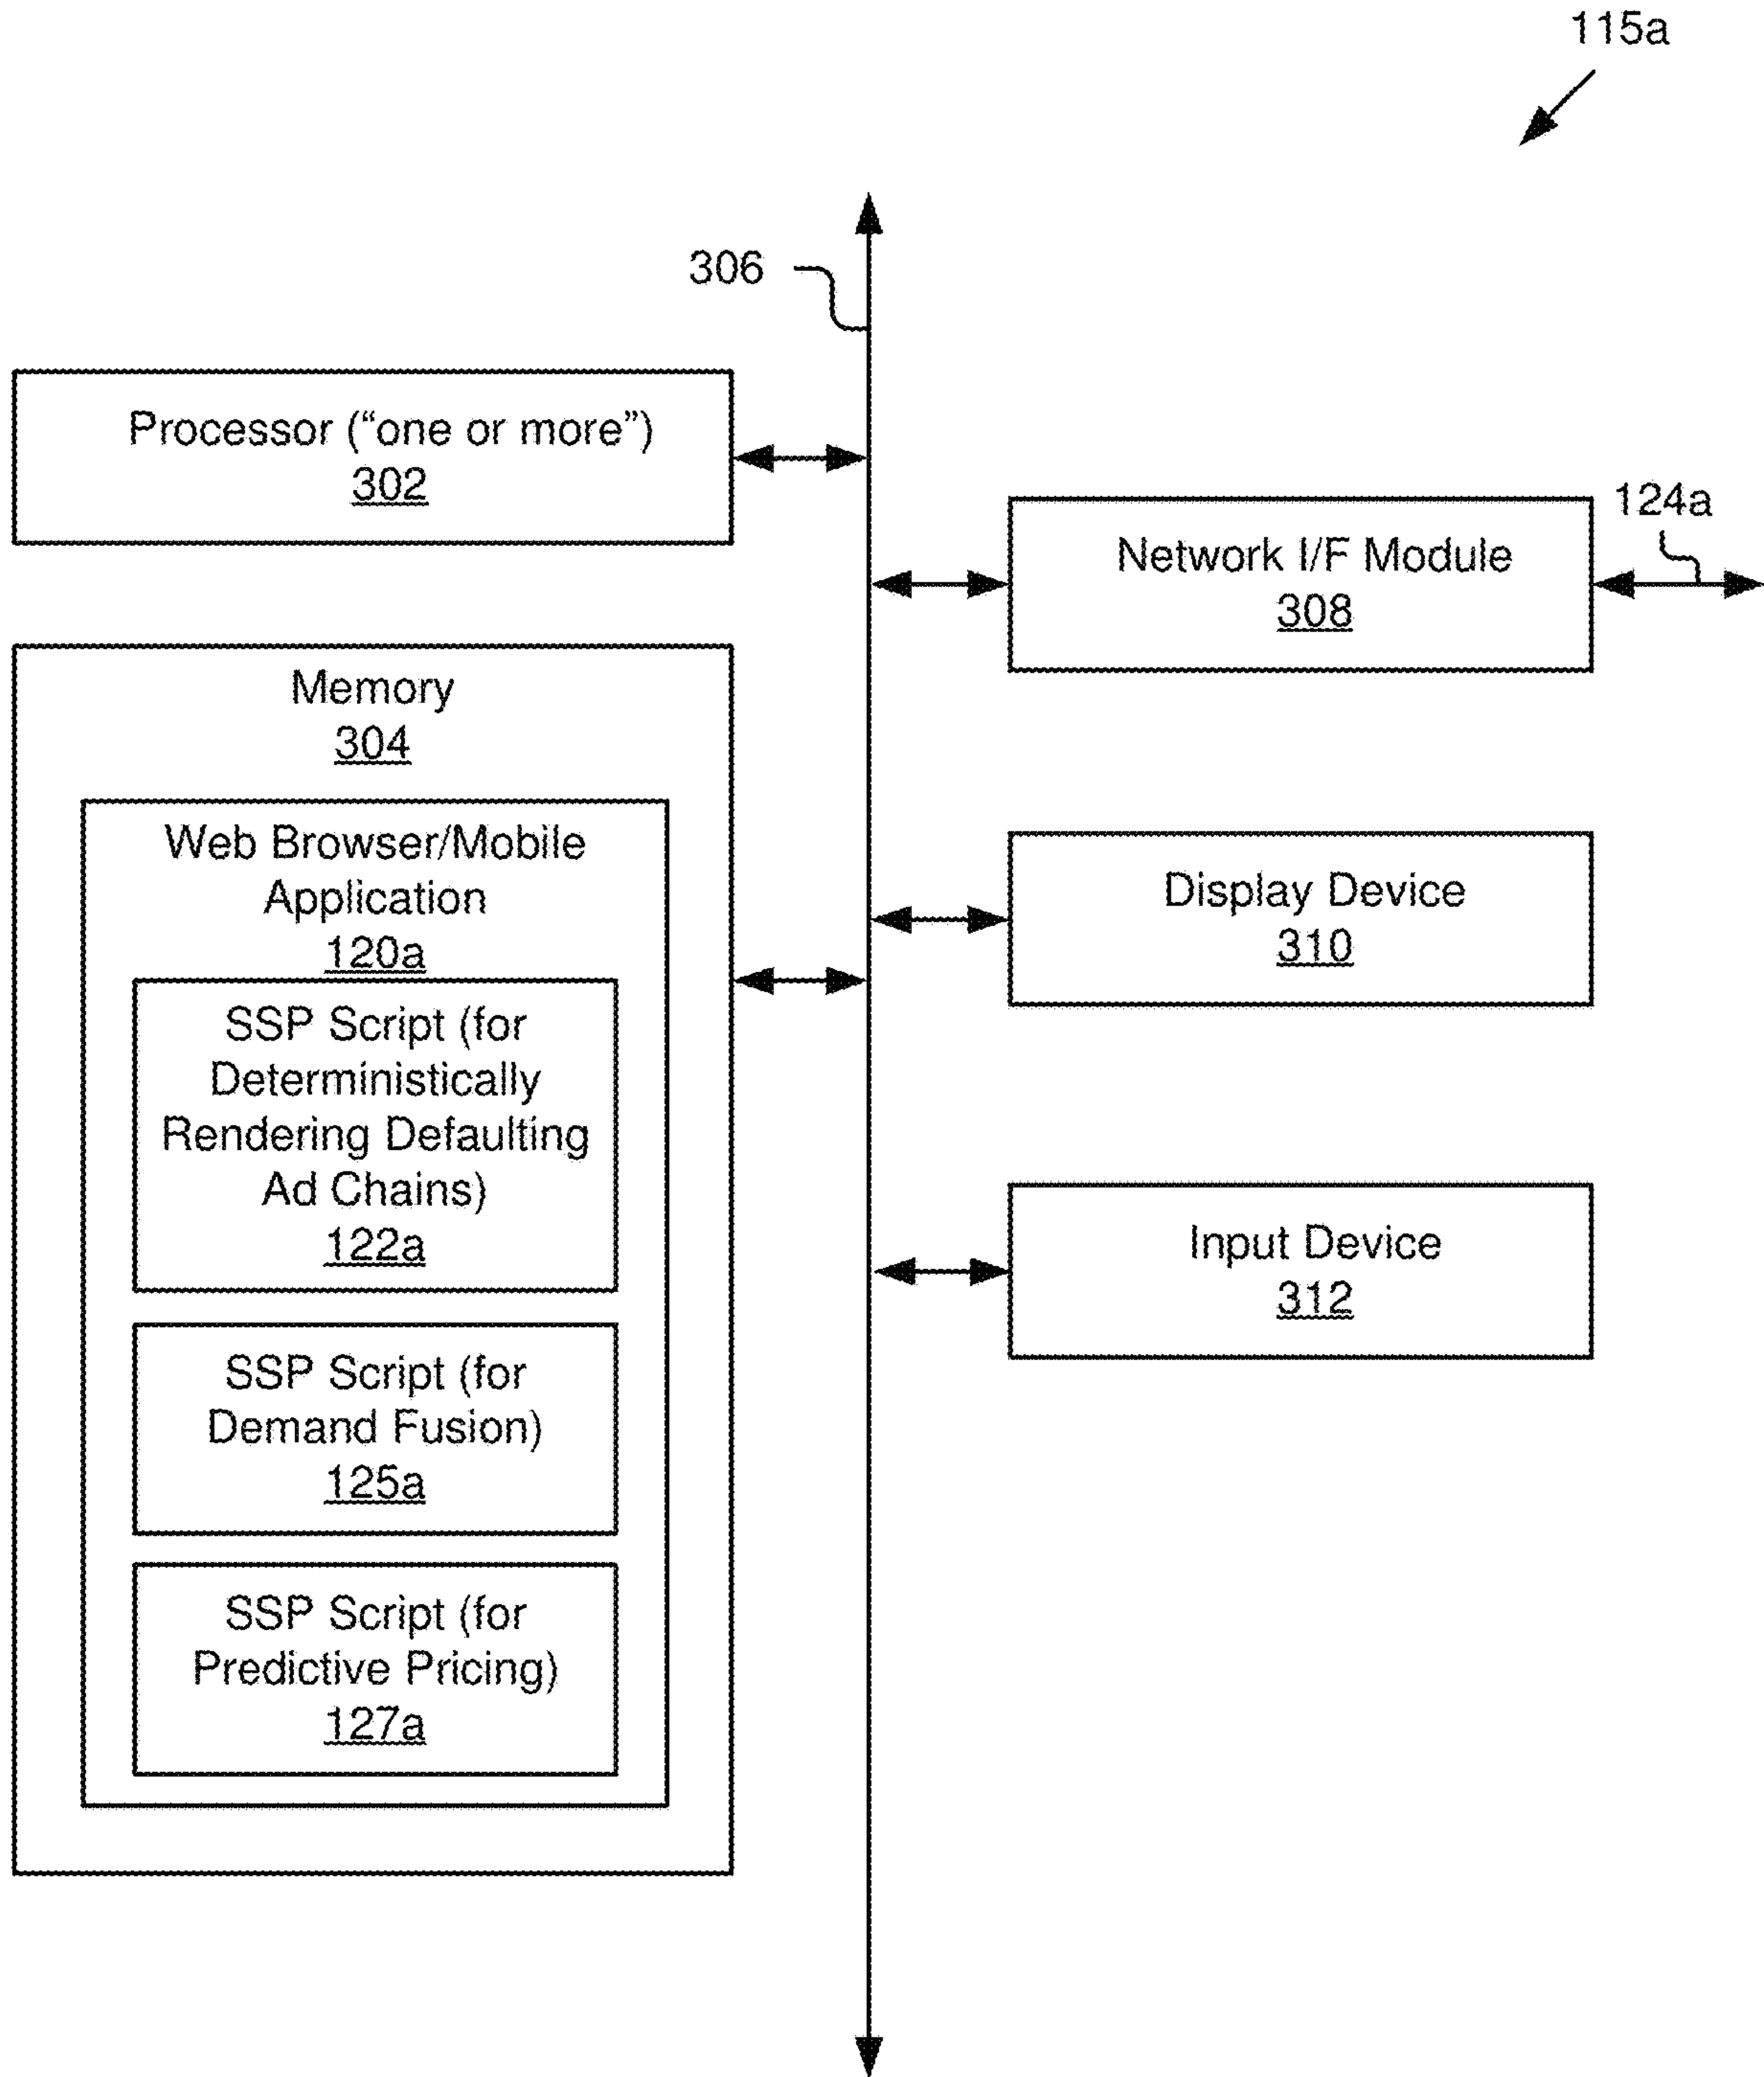 115a
306
Processor (“one or more”)
302
124a
Network I/F Module
308
Memory
304
Web Browser/Mobile
Application
120a
Display Device
310
SSP Script (for
Deterministically
Rendering Defaulting
Ad Chains)
122a
Input Device
312
SSP Script (for
Demand Fusion)
125a
SSP Script (for
Predictive Pricing)
127a